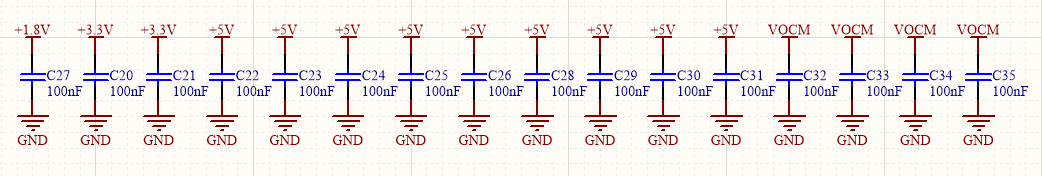 +1.8V +3.3V +3.3V +5V +5V +5V +5V +5V +5V +5V +5V +5V VOCM VOCM VOCM VOCM
C27 C20 C21 C22 C23 C24 C25 C26 C28 C29 C30 C31 C32 C33 C34 C35
100nF 100nF 100nF 100nF 100nF 100nF 100nF 100nF 100nF 100nF 100nF 100nF 100nF 100nF 100nF 100nF
GND GND GND GND GND GND GND GND GND GND GND GND GND GND GND GND